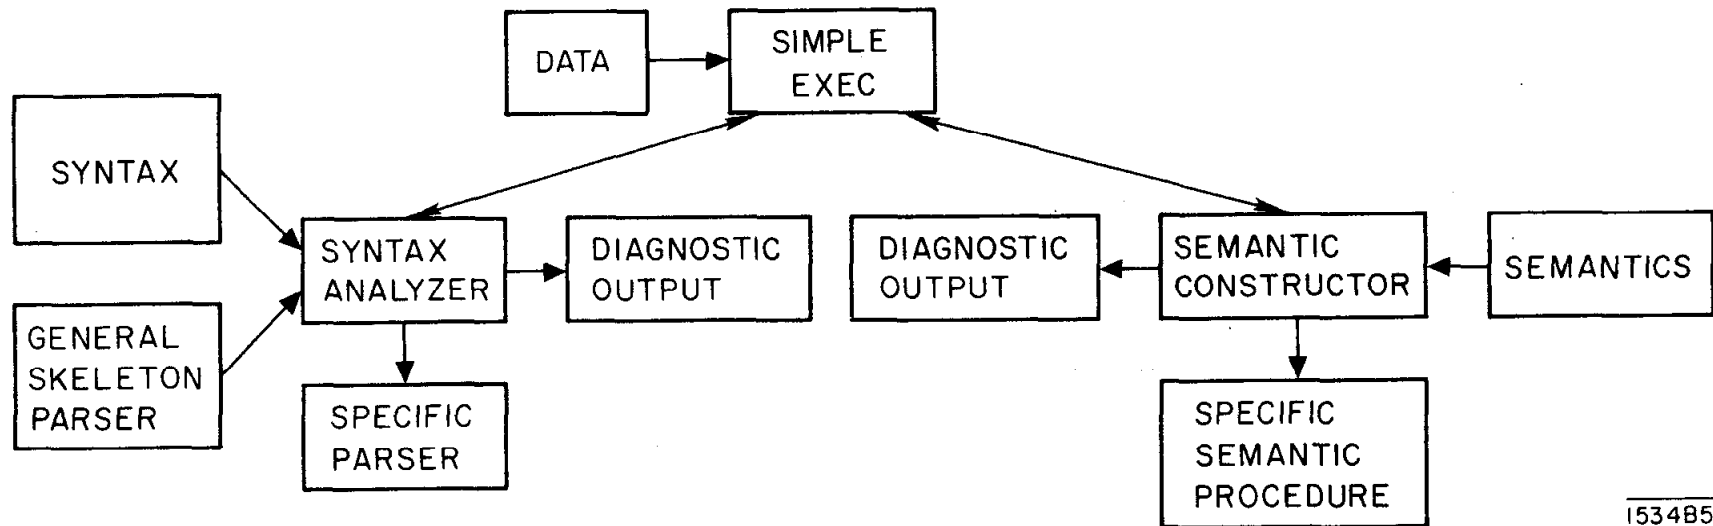 DATA
SIMPLE
EXEC
SYNTAX
SYNTAX
ANALYZER
DIAGNOSTIC
OUTPUT
DIAGNOSTIC
OUTPUT
SEMANTIC
CONSTRUCTOR
SEMANTICS
GENERAL
SKELETON
PARSER
SPECIFIC
PARSER
SPECIFIC
SEMANTIC
PROCEDURE
1534B5